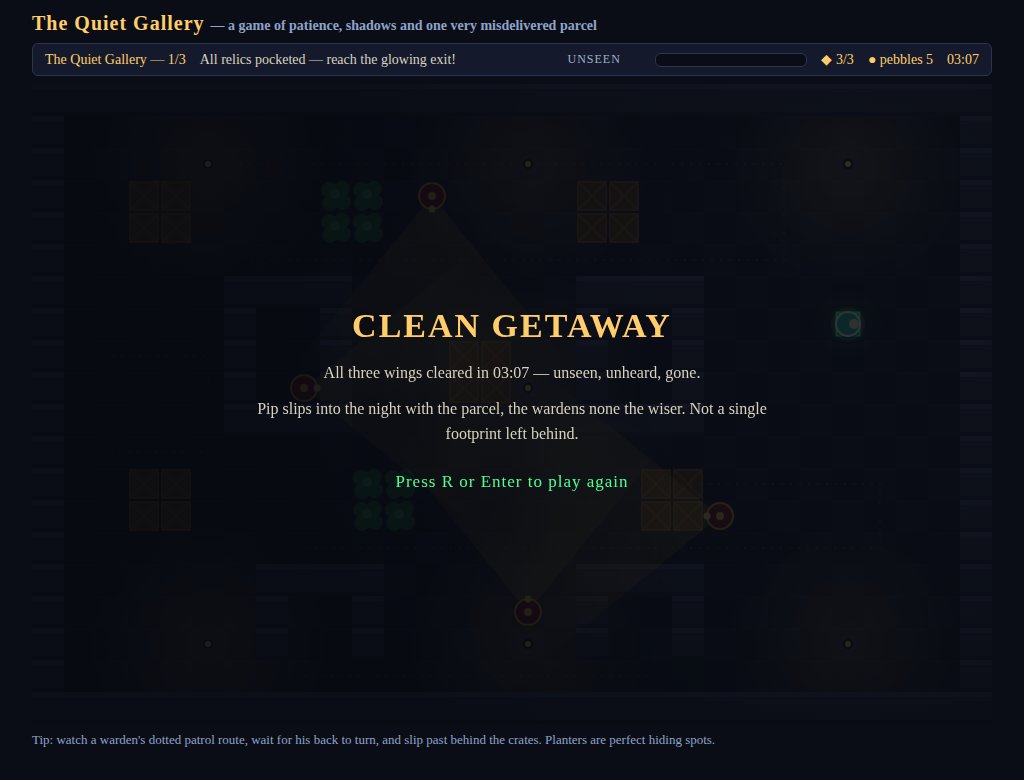 The Quiet Gallery — a game of patience, shadows and one very misdelivered parcel
The Quiet Gallery — 1/3 All relics pocketed — reach the glowing exit! UNSEEN ◆ 3/3 ● pebbles 5 03:07
CLEAN GETAWAY
All three wings cleared in 03:07 — unseen, unheard, gone.
Pip slips into the night with the parcel, the wardens none the wiser. Not a single
footprint left behind.
Press R or Enter to play again
Tip: watch a warden's dotted patrol route, wait for his back to turn, and slip past behind the crates. Planters are perfect hiding spots.